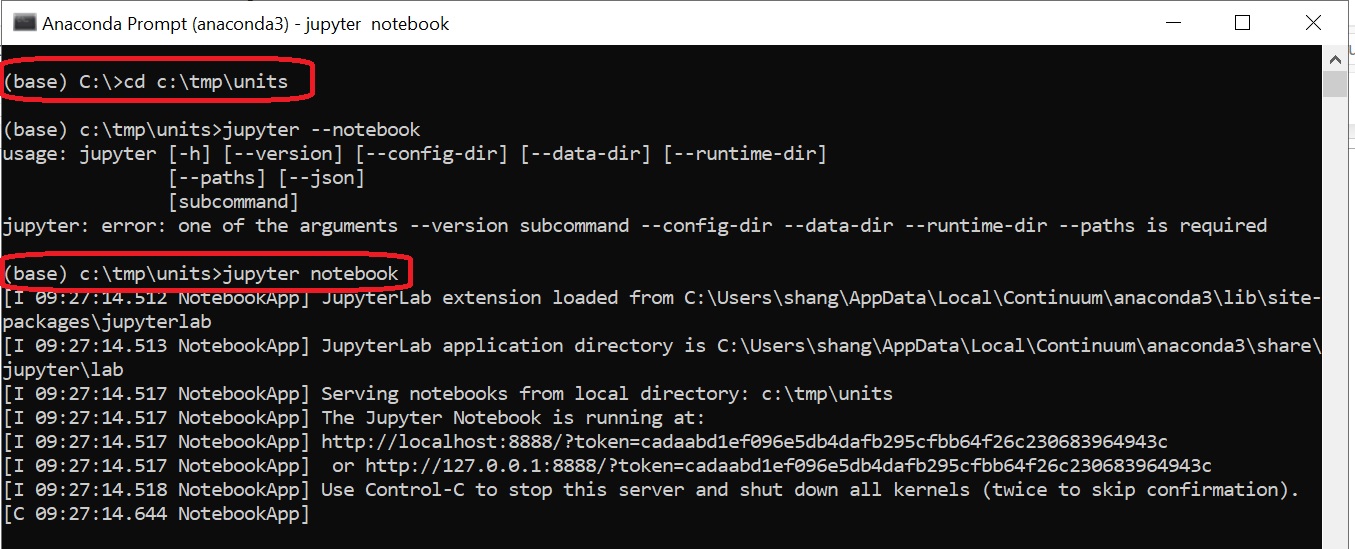 Anaconda Prompt (anaconda3) - jupyter  notebook
(base) C:\>cd c:\tmp\units
(base) c:\tmp\units>jupyter --notebook
usage: jupyter [-h] [--version] [--config-dir] [--data-dir] [--runtime-dir]
               [--paths] [--json]
               [subcommand]
jupyter: error: one of the arguments --version subcommand --config-dir --data-dir --runtime-dir --paths is required
(base) c:\tmp\units>jupyter notebook
[I 09:27:14.512 NotebookApp] JupyterLab extension loaded from C:\Users\shang\AppData\Local\Continuum\anaconda3\lib\site-
packages\jupyterlab
[I 09:27:14.513 NotebookApp] JupyterLab application directory is C:\Users\shang\AppData\Local\Continuum\anaconda3\share\
jupyter\lab
[I 09:27:14.517 NotebookApp] Serving notebooks from local directory: c:\tmp\units
[I 09:27:14.517 NotebookApp] The Jupyter Notebook is running at:
[I 09:27:14.517 NotebookApp] http://localhost:8888/?token=cadaabd1ef096e5db4dafb295cfbb64f26c230683964943c
[I 09:27:14.517 NotebookApp]  or http://127.0.0.1:8888/?token=cadaabd1ef096e5db4dafb295cfbb64f26c230683964943c
[I 09:27:14.518 NotebookApp] Use Control-C to stop this server and shut down all kernels (twice to skip confirmation).
[C 09:27:14.644 NotebookApp]